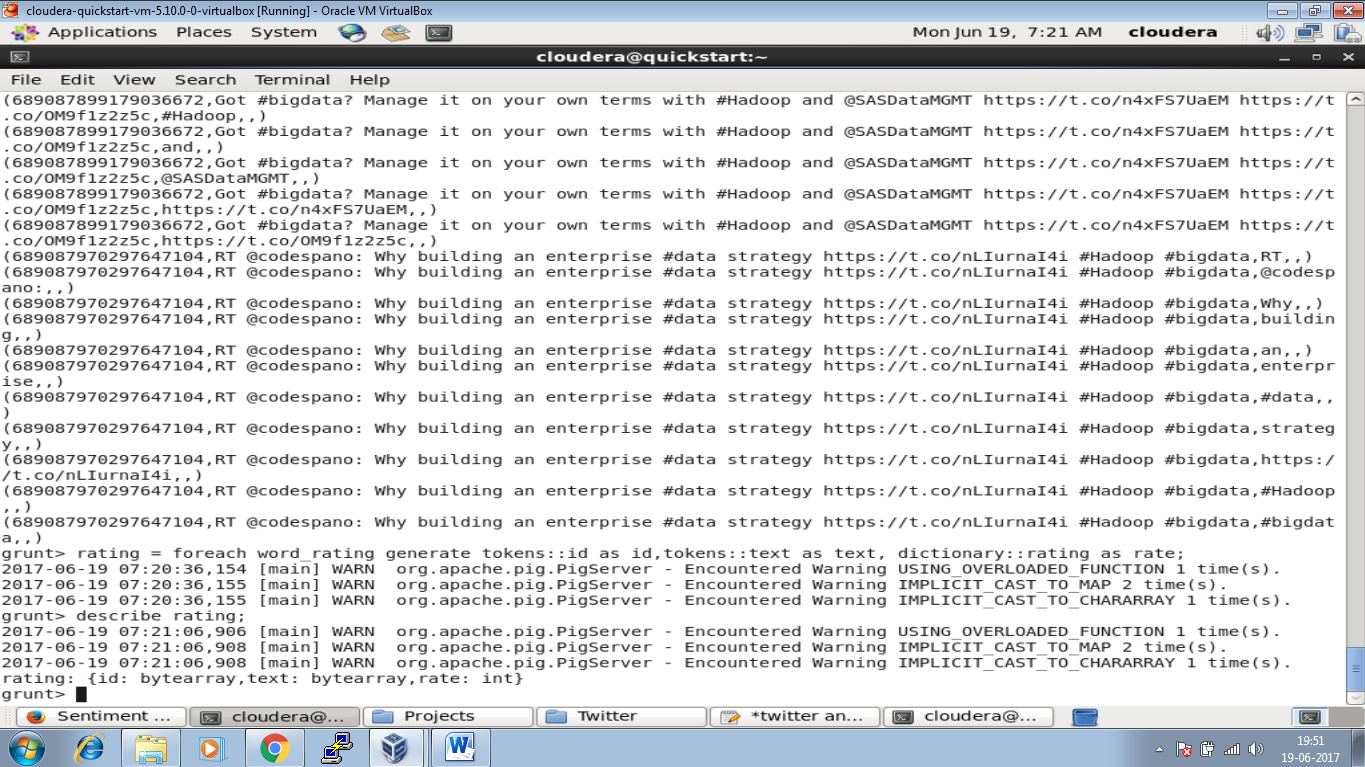 cloudera-quickstart-vm-5.10.0-0-virtualbox [Running] - Oracle VM VirtualBox
Applications Places System Mon Jun 19, 7:21 AM cloudera
cloudera@quickstart:~
File Edit View Search Terminal Help
(689087899179036672,Got #bigdata? Manage it on your own terms with #Hadoop and @SASDataMGMT https://t.co/n4xFS7UaEM https://t
.co/OM9f1z2z5c,#Hadoop,,)
(689087899179036672,Got #bigdata? Manage it on your own terms with #Hadoop and @SASDataMGMT https://t.co/n4xFS7UaEM https://t
.co/OM9f1z2z5c,and,,)
(689087899179036672,Got #bigdata? Manage it on your own terms with #Hadoop and @SASDataMGMT https://t.co/n4xFS7UaEM https://t
.co/OM9f1z2z5c,@SASDataMGMT,,)
(689087899179036672,Got #bigdata? Manage it on your own terms with #Hadoop and @SASDataMGMT https://t.co/n4xFS7UaEM https://t
.co/OM9f1z2z5c,https://t.co/n4xFS7UaEM,,)
(689087899179036672,Got #bigdata? Manage it on your own terms with #Hadoop and @SASDataMGMT https://t.co/n4xFS7UaEM https://t
.co/OM9f1z2z5c,https://t.co/OM9f1z2z5c,,)
(689087970297647104,RT @codespano: Why building an enterprise #data strategy https://t.co/nLIurnaI4i #Hadoop #bigdata,RT,,)
(689087970297647104,RT @codespano: Why building an enterprise #data strategy https://t.co/nLIurnaI4i #Hadoop #bigdata,@codesp
ano:,,)
(689087970297647104,RT @codespano: Why building an enterprise #data strategy https://t.co/nLIurnaI4i #Hadoop #bigdata,Why,,)
(689087970297647104,RT @codespano: Why building an enterprise #data strategy https://t.co/nLIurnaI4i #Hadoop #bigdata,buildin
g,,)
(689087970297647104,RT @codespano: Why building an enterprise #data strategy https://t.co/nLIurnaI4i #Hadoop #bigdata,an,,)
(689087970297647104,RT @codespano: Why building an enterprise #data strategy https://t.co/nLIurnaI4i #Hadoop #bigdata,enterpr
ise,,)
(689087970297647104,RT @codespano: Why building an enterprise #data strategy https://t.co/nLIurnaI4i #Hadoop #bigdata,#data,,
)
(689087970297647104,RT @codespano: Why building an enterprise #data strategy https://t.co/nLIurnaI4i #Hadoop #bigdata,strateg
y,,)
(689087970297647104,RT @codespano: Why building an enterprise #data strategy https://t.co/nLIurnaI4i #Hadoop #bigdata,https:/
/t.co/nLIurnaI4i,,)
(689087970297647104,RT @codespano: Why building an enterprise #data strategy https://t.co/nLIurnaI4i #Hadoop #bigdata,#Hadoop
,,)
(689087970297647104,RT @codespano: Why building an enterprise #data strategy https://t.co/nLIurnaI4i #Hadoop #bigdata,#bigdat
a,,)
grunt> rating = foreach word_rating generate tokens::id as id,tokens::text as text, dictionary::rating as rate;
2017-06-19 07:20:36,154 [main] WARN  org.apache.pig.PigServer - Encountered Warning USING_OVERLOADED_FUNCTION 1 time(s).
2017-06-19 07:20:36,155 [main] WARN  org.apache.pig.PigServer - Encountered Warning IMPLICIT_CAST_TO_MAP 2 time(s).
2017-06-19 07:20:36,155 [main] WARN  org.apache.pig.PigServer - Encountered Warning IMPLICIT_CAST_TO_CHARARRAY 1 time(s).
grunt> describe rating;
2017-06-19 07:21:06,906 [main] WARN  org.apache.pig.PigServer - Encountered Warning USING_OVERLOADED_FUNCTION 1 time(s).
2017-06-19 07:21:06,908 [main] WARN  org.apache.pig.PigServer - Encountered Warning IMPLICIT_CAST_TO_MAP 2 time(s).
2017-06-19 07:21:06,908 [main] WARN  org.apache.pig.PigServer - Encountered Warning IMPLICIT_CAST_TO_CHARARRAY 1 time(s).
rating: {id: bytearray,text: bytearray,rate: int}
grunt>
Sentiment ... cloudera@... Projects Twitter *twitter an... cloudera@...
19:51
19-06-2017